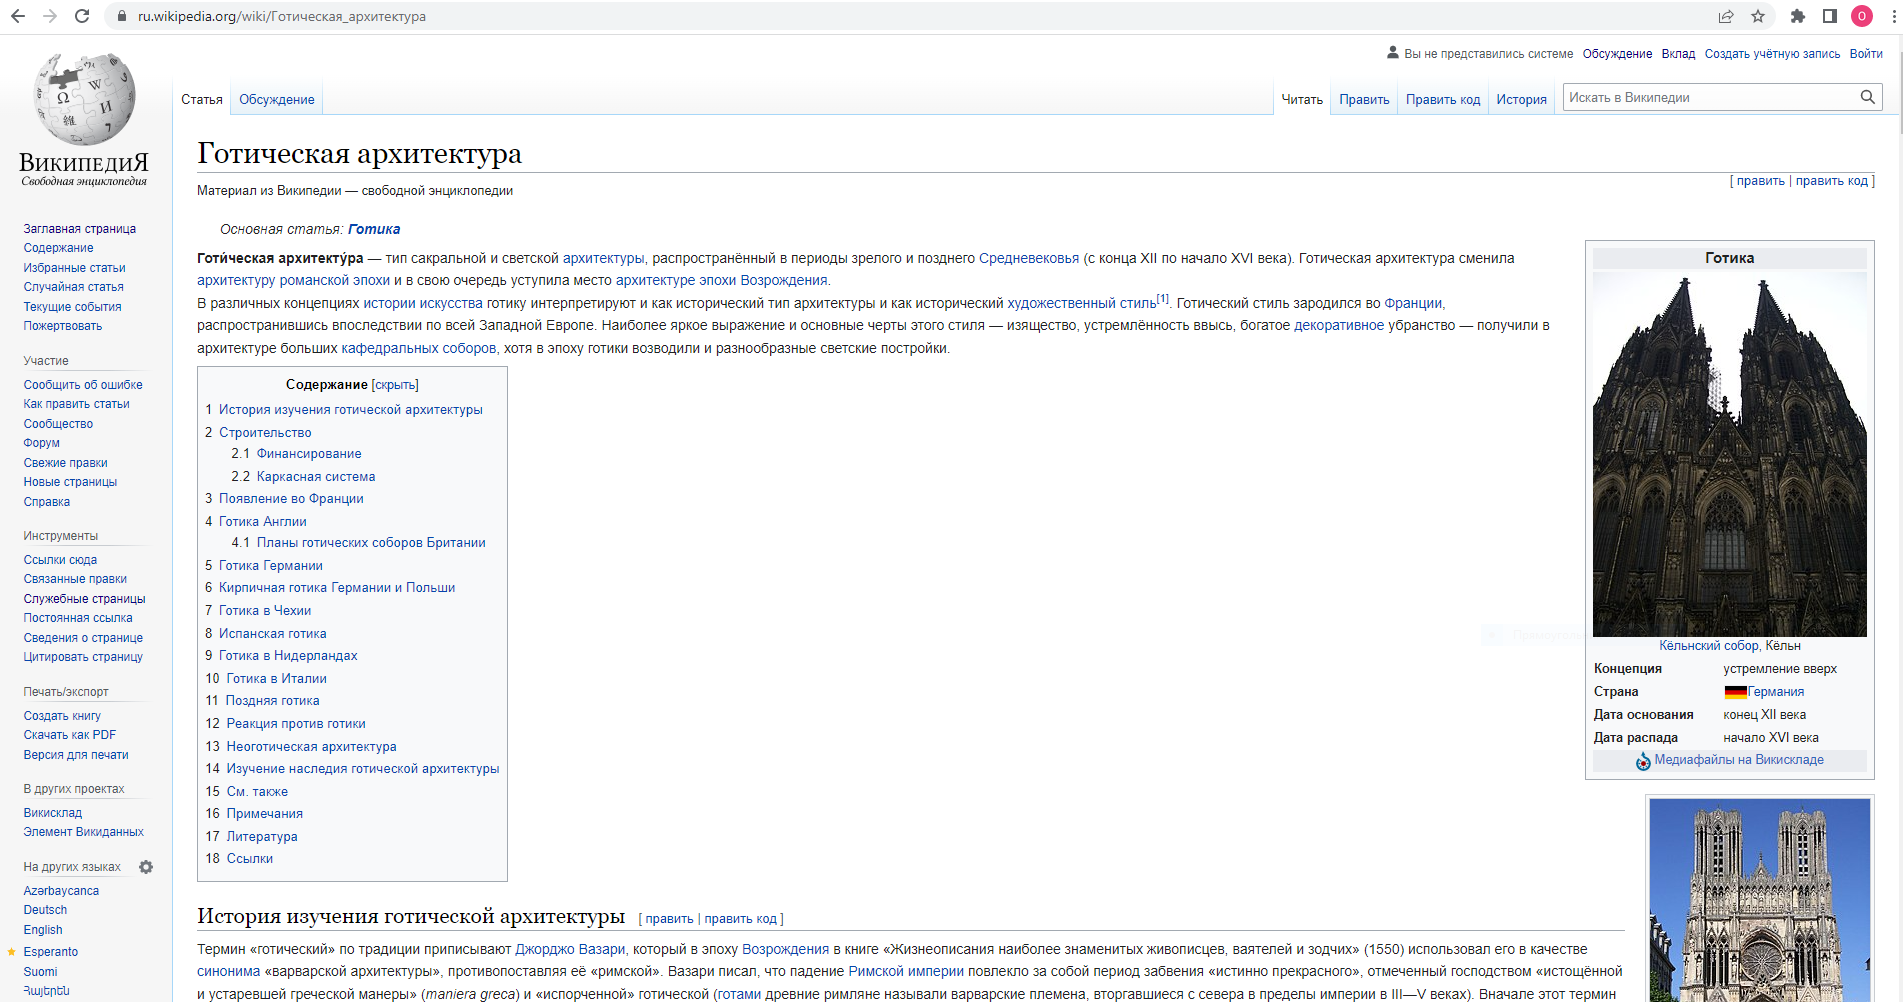 ru.wikipedia.org/wiki/Готическая_архитектура
O
Вы не представились системе Обсуждение Вклад Создать учётную запись Войти
ВикипедиЯ
Свободная энциклопедия
Статья Обсуждение
Читать Править Править код История Искать в Википедии
Готическая архитектура
[ править | править код ]
Материал из Википедии — свободной энциклопедии
Основная статья: Готика
Готи́ческая архитекту́ра — тип сакральной и светской архитектуры, распространённый в периоды зрелого и позднего Средневековья (с конца XII по начало XVI века). Готическая архитектура сменила
архитектуру романской эпохи и в свою очередь уступила место архитектуре эпохи Возрождения.
В различных концепциях истории искусства готику интерпретируют и как исторический тип архитектуры и как исторический художественный стиль[1]. Готический стиль зародился во Франции,
распространившись впоследствии по всей Западной Европе. Наиболее яркое выражение и основные черты этого стиля — изящество, устремлённость ввысь, богатое декоративное убранство — получили в
архитектуре больших кафедральных соборов, хотя в эпоху готики возводили и разнообразные светские постройки.
Содержание [скрыть]
1 История изучения готической архитектуры
2 Строительство
2.1 Финансирование
2.2 Каркасная система
3 Появление во Франции
4 Готика Англии
4.1 Планы готических соборов Британии
5 Готика Германии
6 Кирпичная готика Германии и Польши
7 Готика в Чехии
8 Испанская готика
9 Готика в Нидерландах
10 Готика в Италии
11 Поздняя готика
12 Реакция против готики
13 Неоготическая архитектура
14 Изучение наследия готической архитектуры
15 См. также
16 Примечания
17 Литература
18 Ссылки
История изучения готической архитектуры [ править | править код ]
Термин «готический» по традиции приписывают Джорджо Вазари, который в эпоху Возрождения в книге «Жизнеописания наиболее знаменитых живописцев, ваятелей и зодчих» (1550) использовал его в качестве
синонима «варварской архитектуры», противопоставляя её «римской». Вазари писал, что падение Римской империи повлекло за собой период забвения «истинно прекрасного», отмеченный господством «истощённой
и устаревшей греческой манеры» (maniera greca) и «испорченной» готической (готами древние римляне называли варварские племена, вторгавшиеся с севера в пределы империи в III—V веках). Вначале этот термин
Готика
Кёльнский собор, Кёльн
Концепция устремление вверх
Страна Германия
Дата основания конец XII века
Дата распада начало XVI века
Медиафайлы на Викискладе
Заглавная страница
Содержание
Избранные статьи
Случайная статья
Текущие события
Пожертвовать
Участие
Сообщить об ошибке
Как править статьи
Сообщество
Форум
Свежие правки
Новые страницы
Справка
Инструменты
Ссылки сюда
Связанные правки
Служебные страницы
Постоянная ссылка
Сведения о странице
Цитировать страницу
Печать/экспорт
Создать книгу
Скачать как PDF
Версия для печати
В других проектах
Викисклад
Элемент Викиданных
На других языках
Azərbaycanca
Deutsch
English
Esperanto
Suomi
Հայերեն